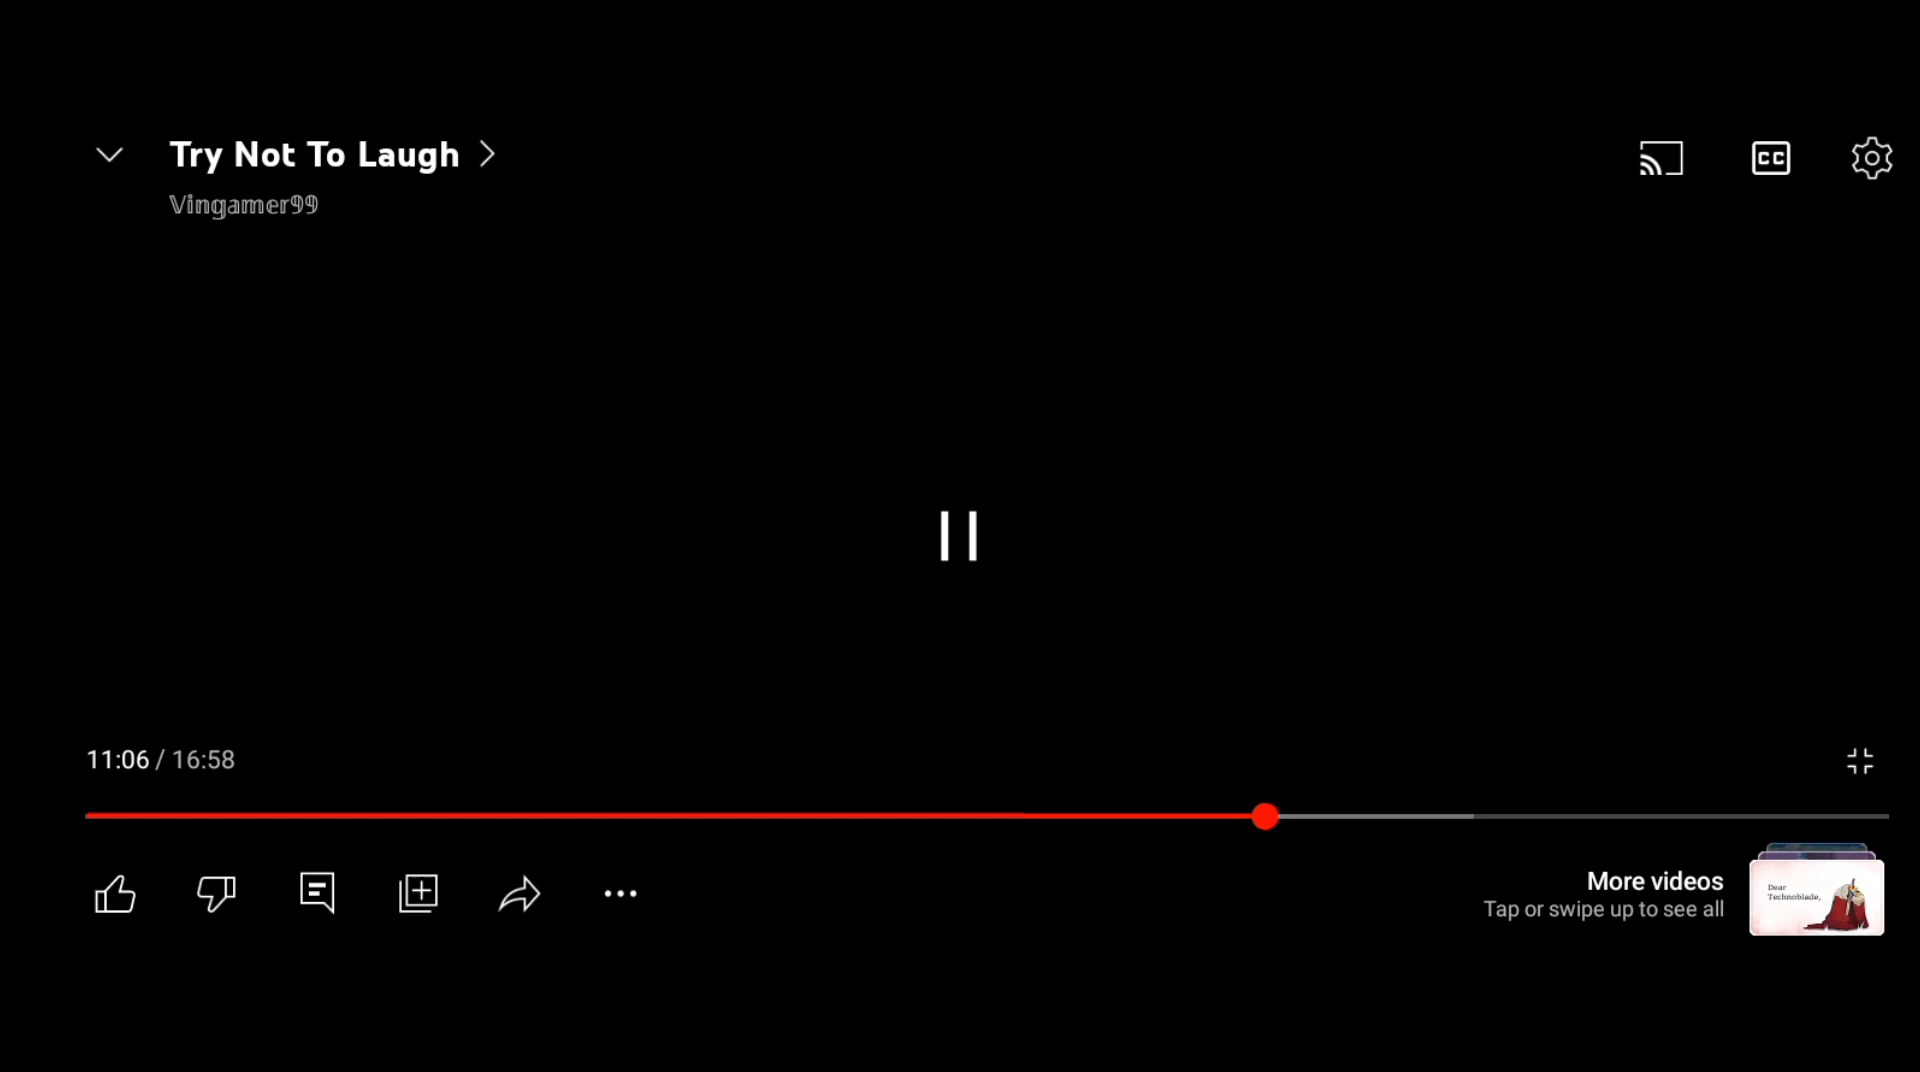 Try Not To Laugh
𝕍𝕚𝕟𝕘𝕒𝕞𝕖𝕣𝟡𝟡
CC
11:06 / 16:58
More videos
Tap or swipe up to see all
Dear
Technoblade,